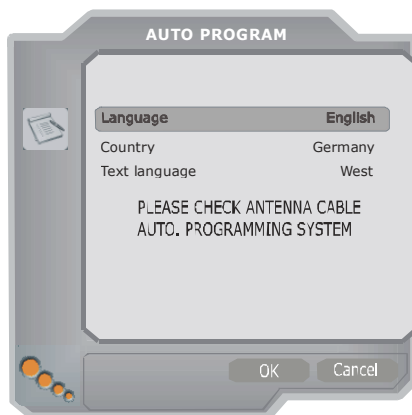 AUTO PROGRAM
Language English
Country Germany
Text language West
PLEASE CHECK ANTENNA CABLE
AUTO. PROGRAMMING SYSTEM
OK Cancel